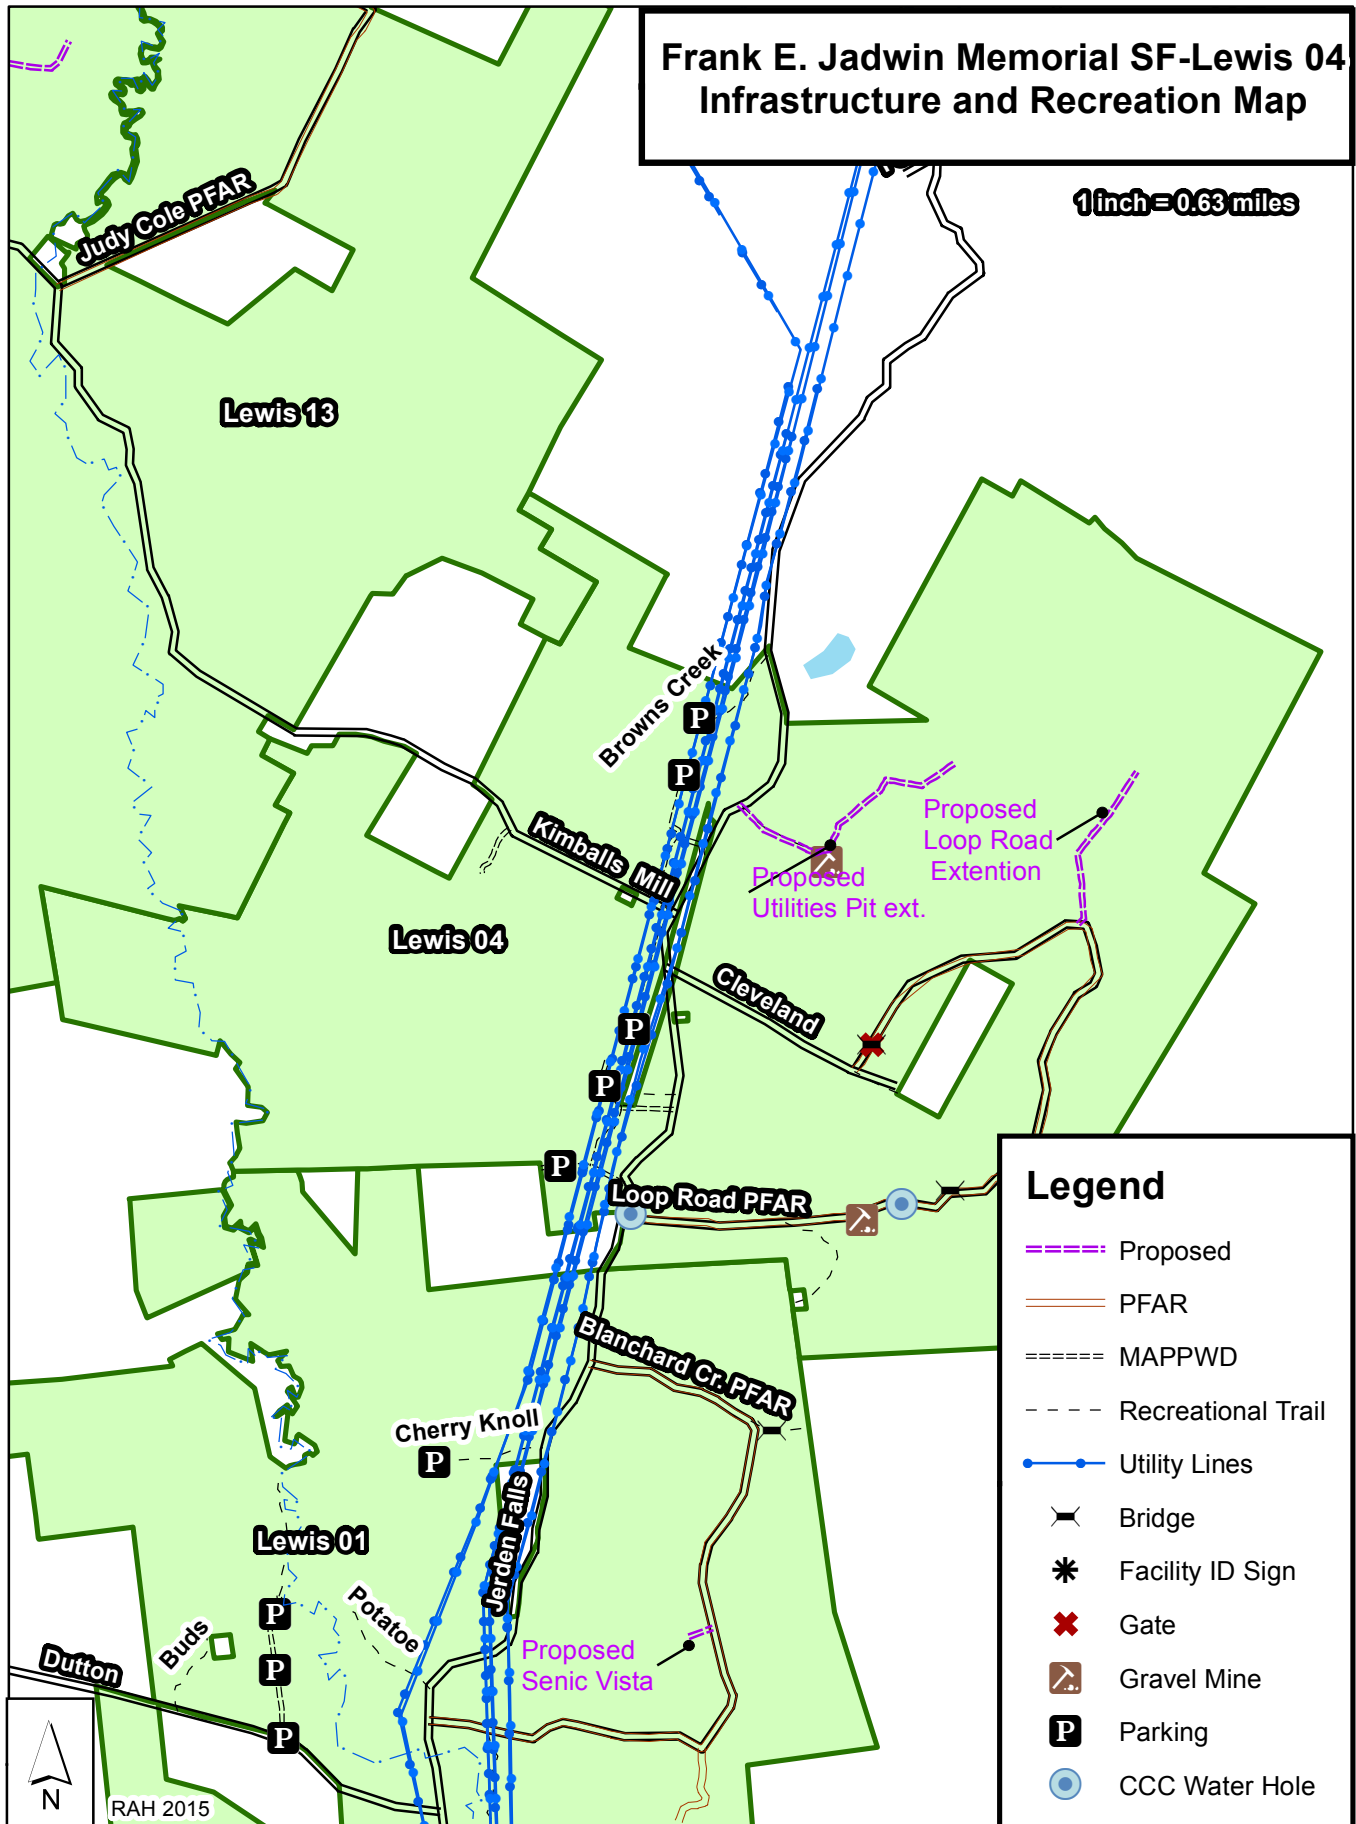 Frank E. Jadwin Memorial SF-Lewis 04
Infrastructure and Recreation Map
1 inch = 0.63 miles
Judy Cole PFAR
Lewis 13
Browns Creek
P
P
Kimballs Mill
Proposed
Loop Road
Extention
Proposed
Utilities Pit ext.
Lewis 04
Cleveland
P
P
P
Loop Road PFAR
Blanchard Cr. PFAR
Cherry Knoll
P
Jerden Falls
Lewis 01
Potatoe
P
Buds
P
Dutton
P
Proposed
Senic Vista
N
RAH 2015
Legend
Proposed
PFAR
MAPPWD
Recreational Trail
Utility Lines
Bridge
Facility ID Sign
Gate
Gravel Mine
P Parking
CCC Water Hole